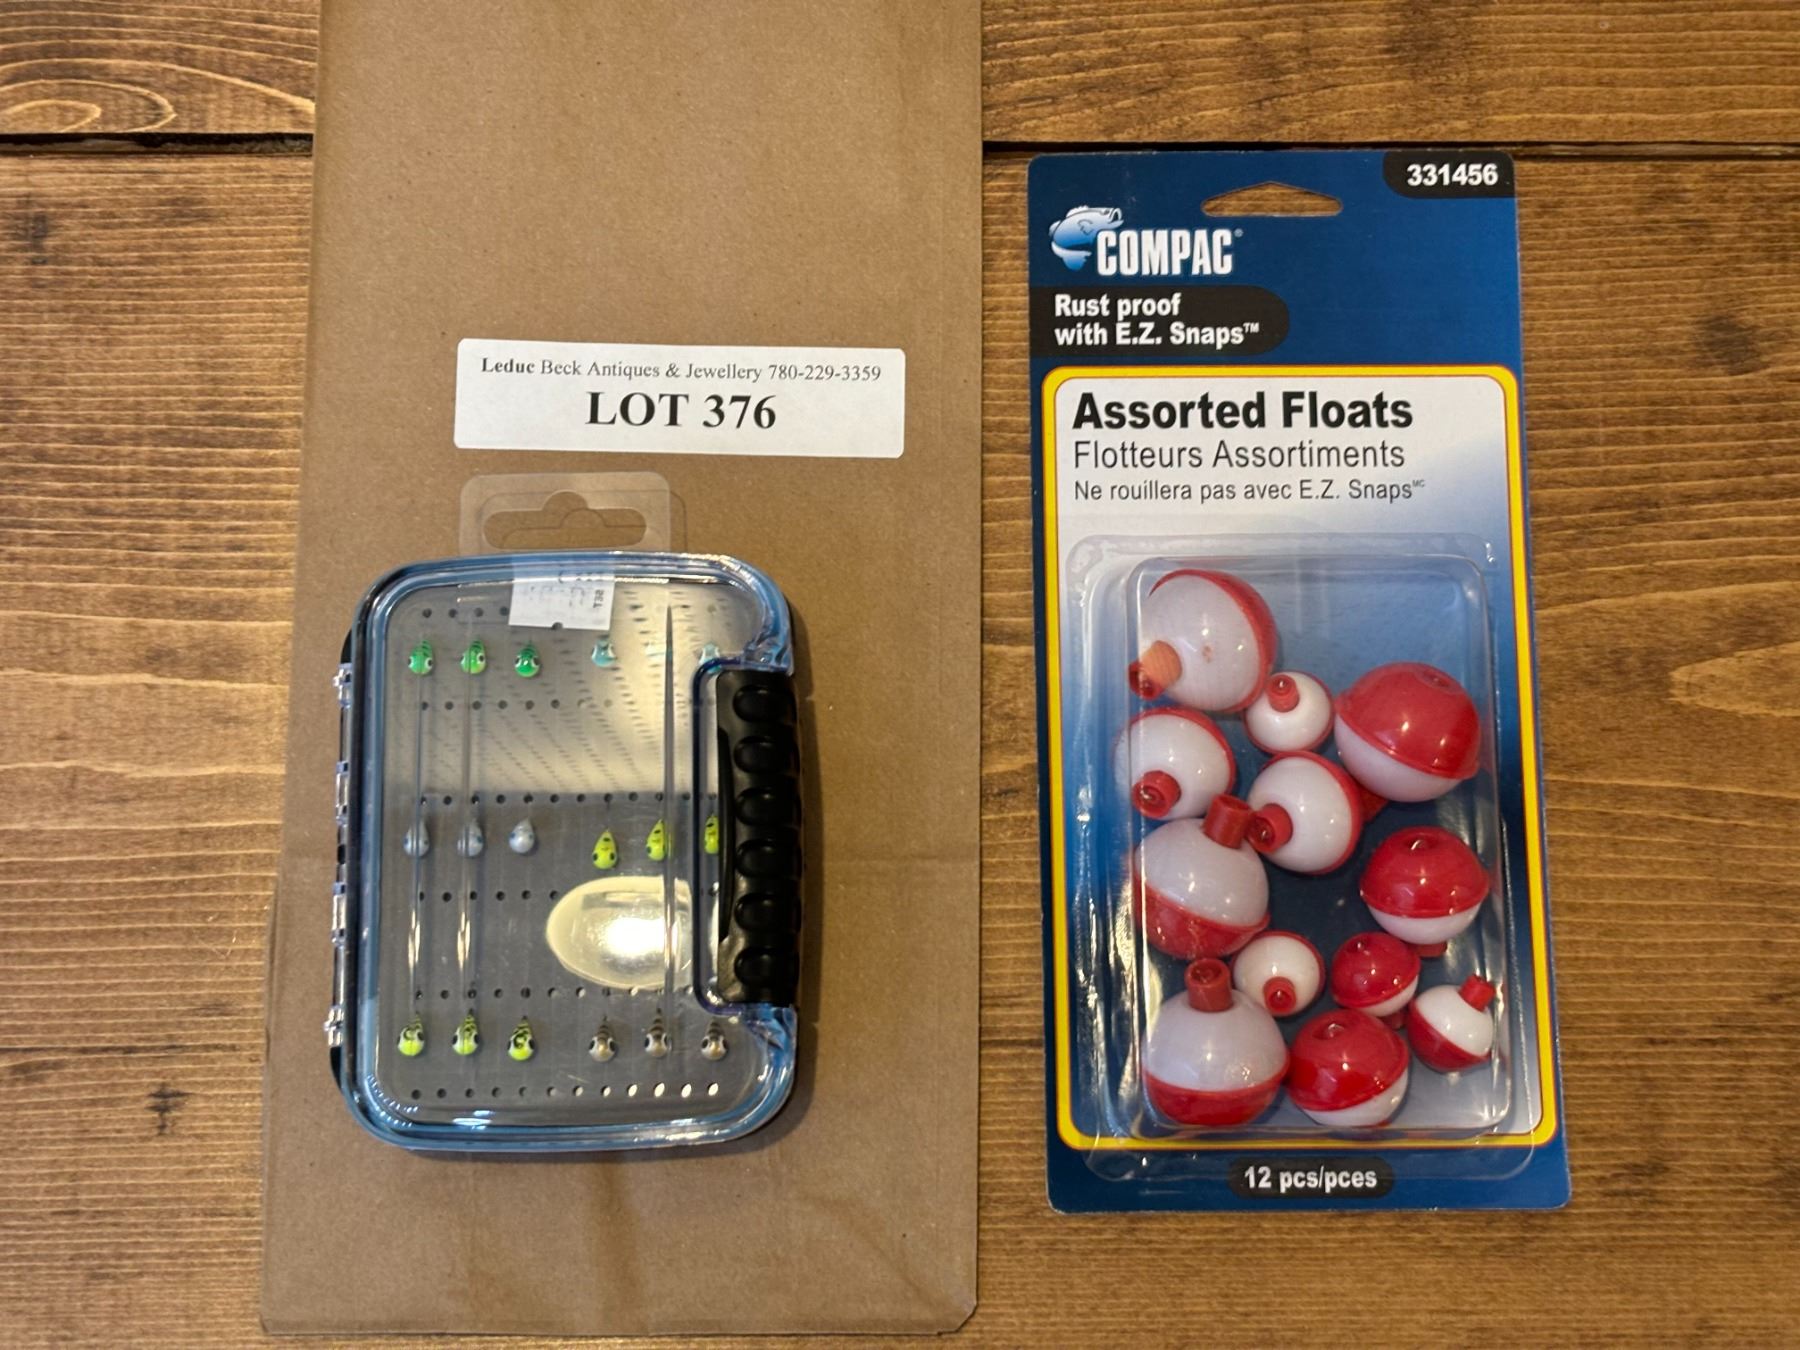 Leduc Beck Antiques & Jewellery 780-229-3359
LOT 376
331456
COMPAC®
Rust proof
with E.Z. Snaps™
Assorted Floats
Flotteurs Assortiments
Ne rouillera pas avec E.Z. Snaps MC
12 pcs/pces